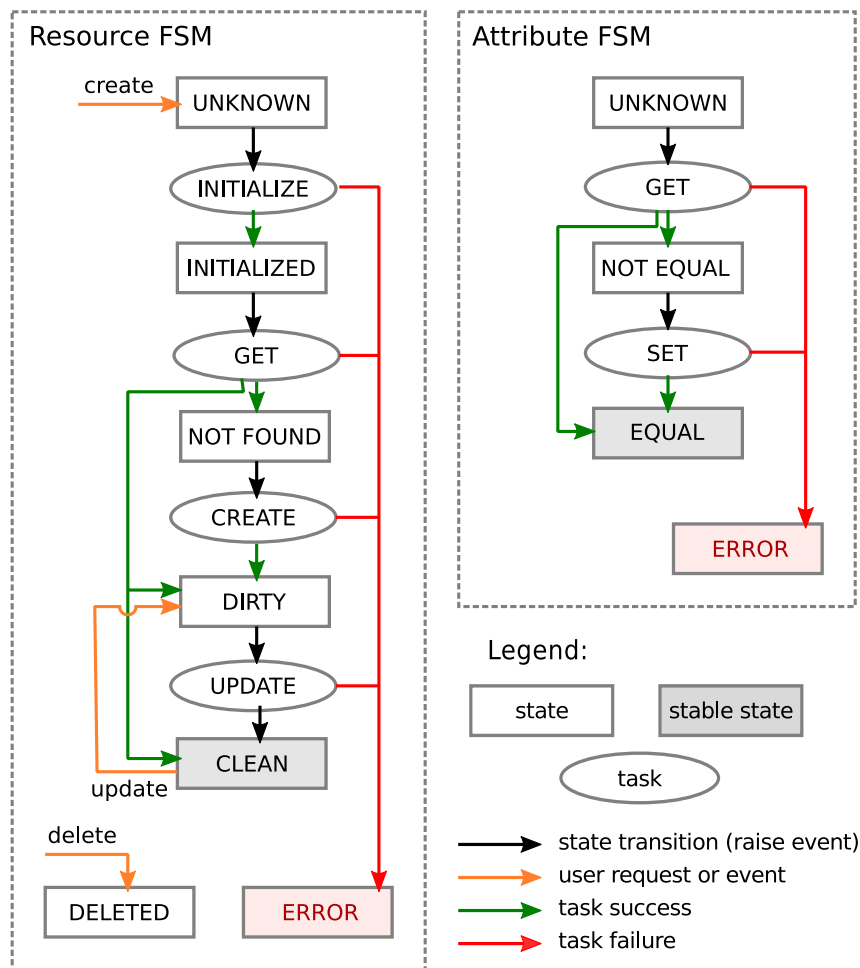 Resource FSM
create
UNKNOWN
INITIALIZE
INITIALIZED
GET
NOT FOUND
CREATE
DIRTY
UPDATE
CLEAN
update
delete
DELETED
ERROR
Attribute FSM
UNKNOWN
GET
NOT EQUAL
SET
EQUAL
ERROR
Legend:
state
stable state
task
state transition (raise event)
user request or event
task success
task failure